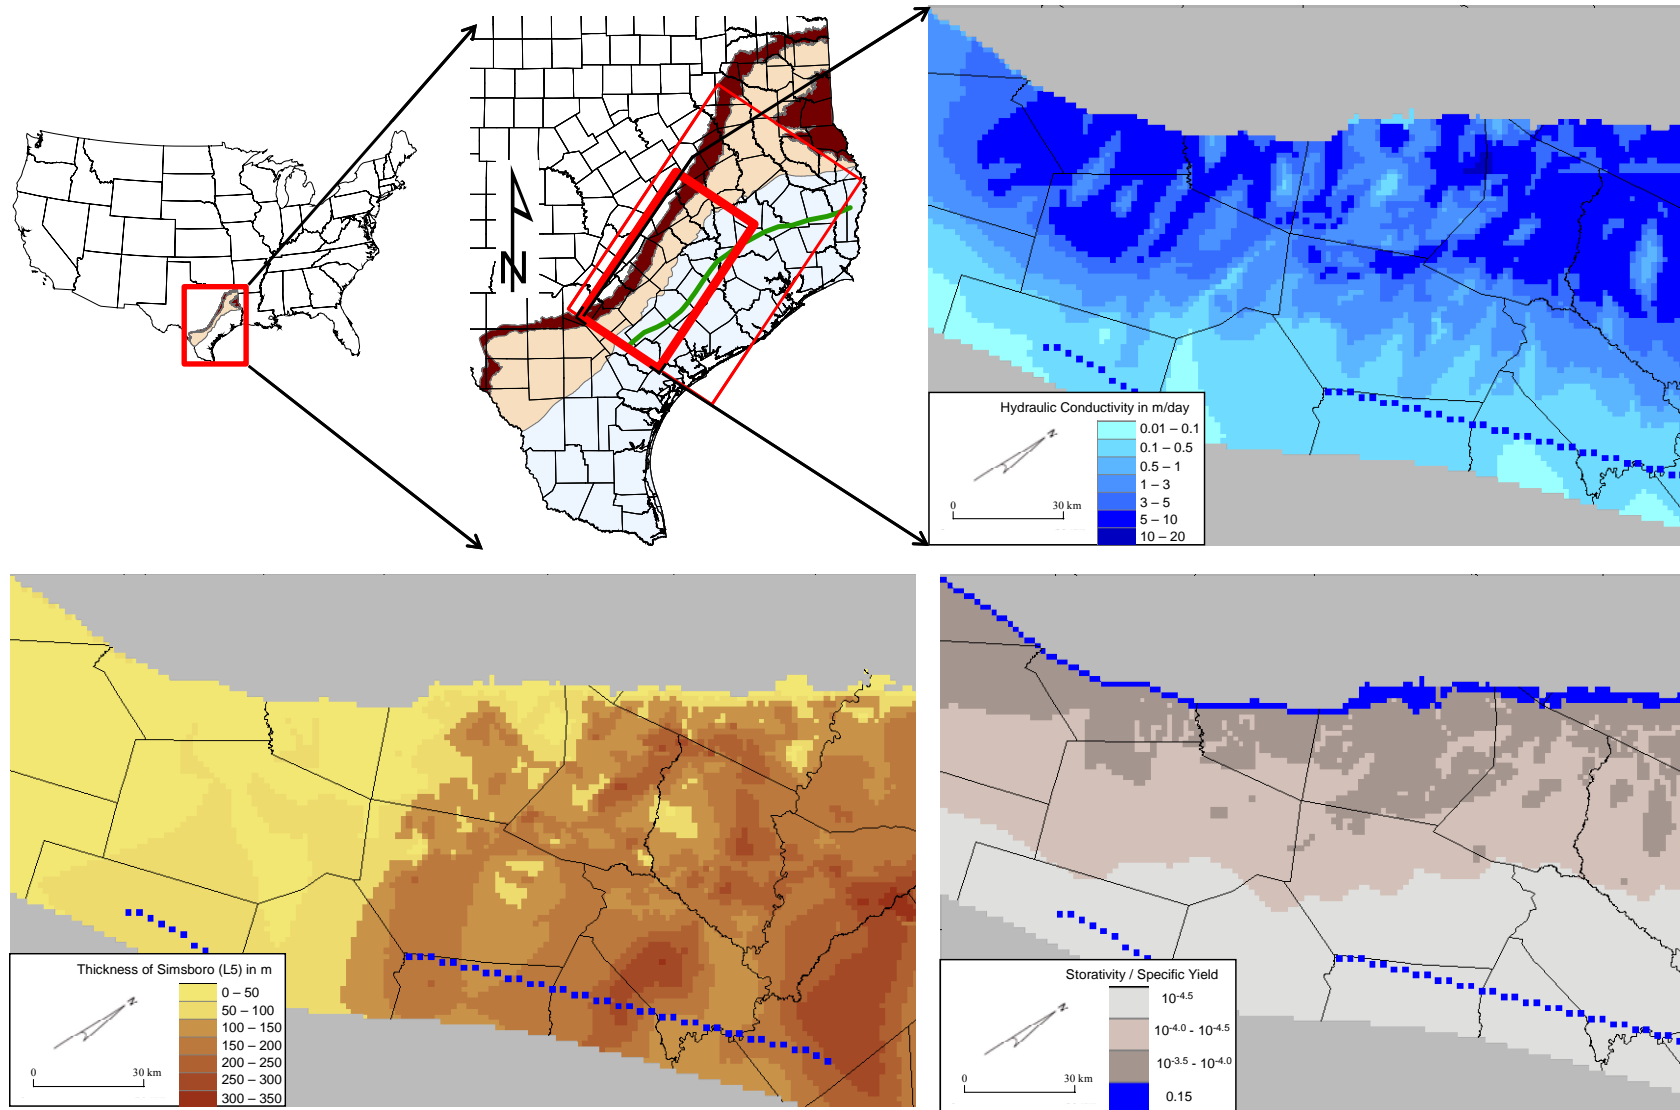 N
Hydraulic Conductivity in m/day
N
0.01 – 0.1
0.1 – 0.5
0.5 – 1
1 – 3
3 – 5
5 – 10
10 – 20
0 30 km
Thickness of Simsboro (L5) in m
N
0 – 50
50 – 100
100 – 150
150 – 200
200 – 250
250 – 300
300 – 350
0 30 km
Storativity / Specific Yield
N
10^-4.5
10^-4.0 - 10^-4.5
10^-3.5 - 10^-4.0
0.15
0 30 km